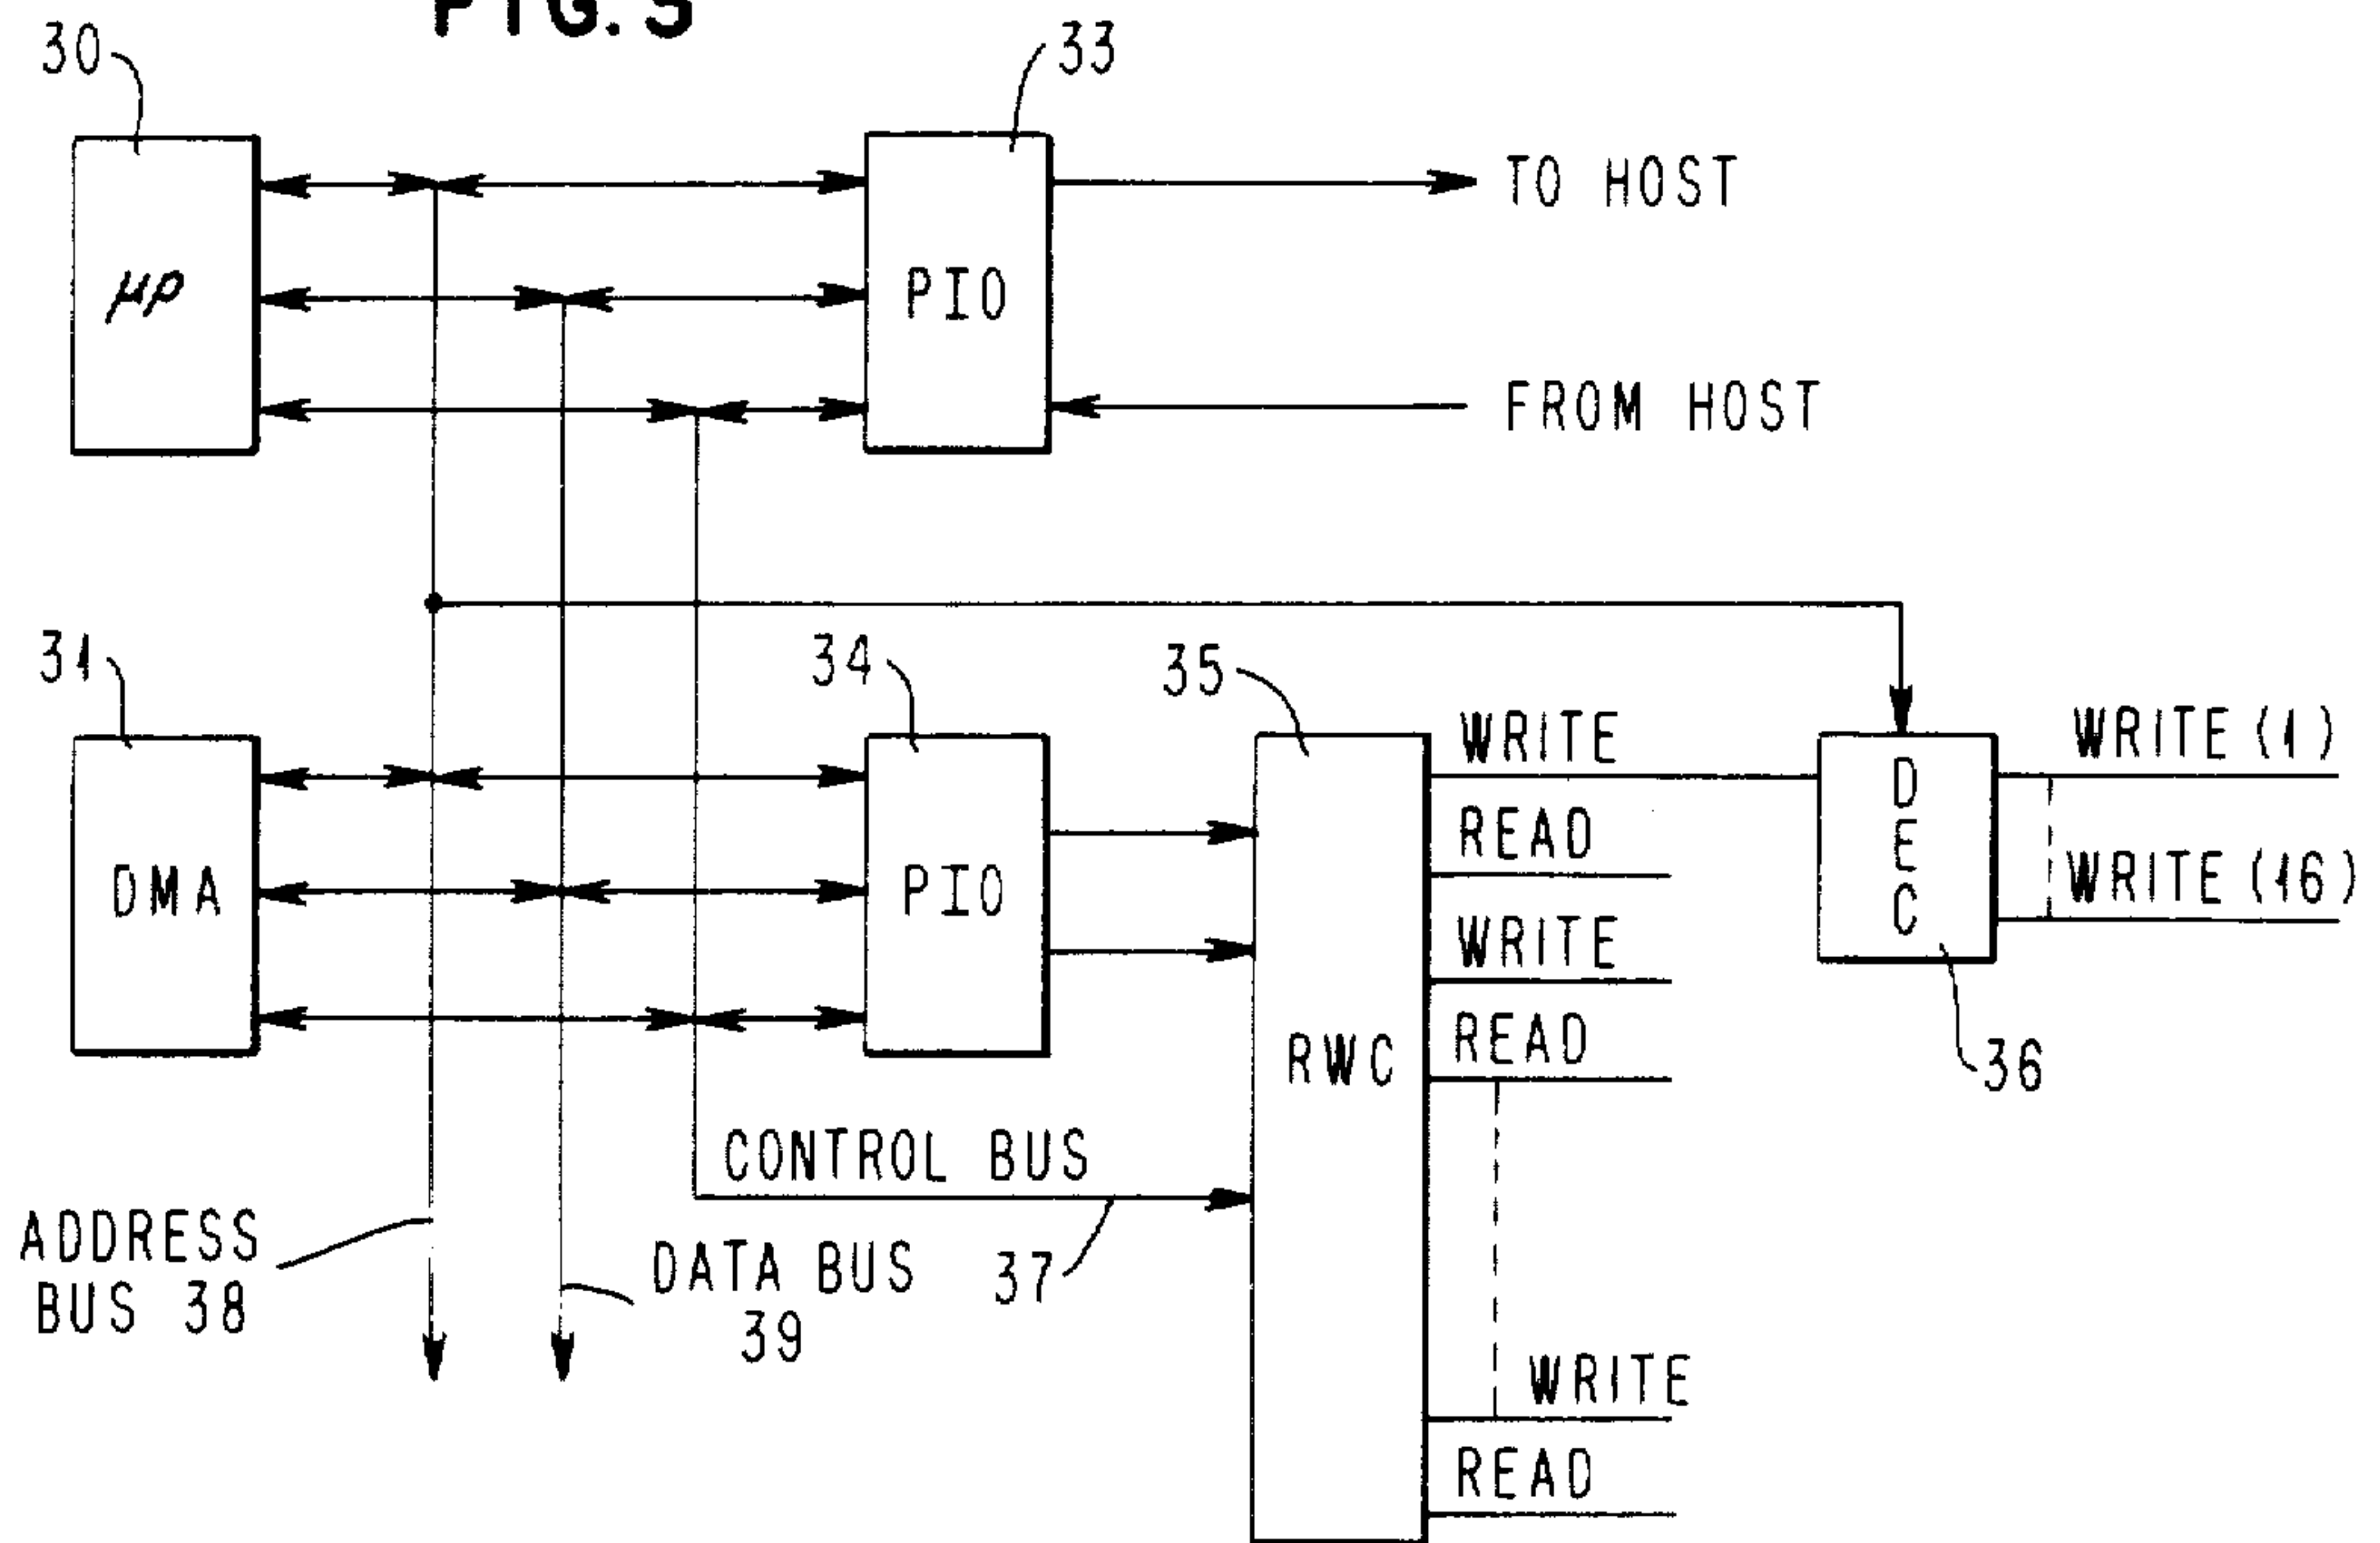 FIG. 3
30
33
μP
PIO
TO HOST
FROM HOST
31
34
35
DMA
PIO
RWC
WRITE
READ
WRITE
READ
WRITE
READ
DEC
WRITE (1)
WRITE (16)
36
CONTROL BUS
37
ADDRESS
BUS 38
DATA BUS
39